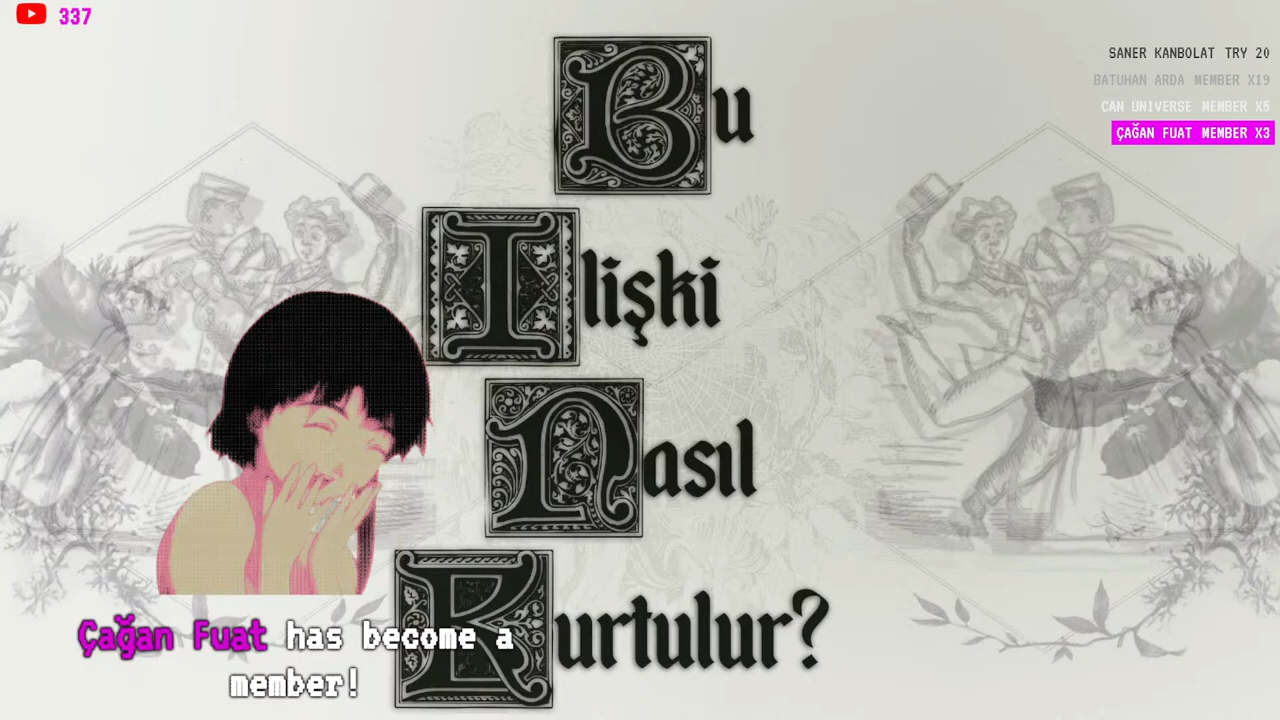 337
SANER KANBOLAT TRY 20
BATUHAN ARDA MEMBER X19
CAN UNIVERSE MEMBER X5
ÇAĞAN FUAT MEMBER X3
Bu
Ilişki
Nasıl
Kurtulur?
Çağan Fuat has become a
member!